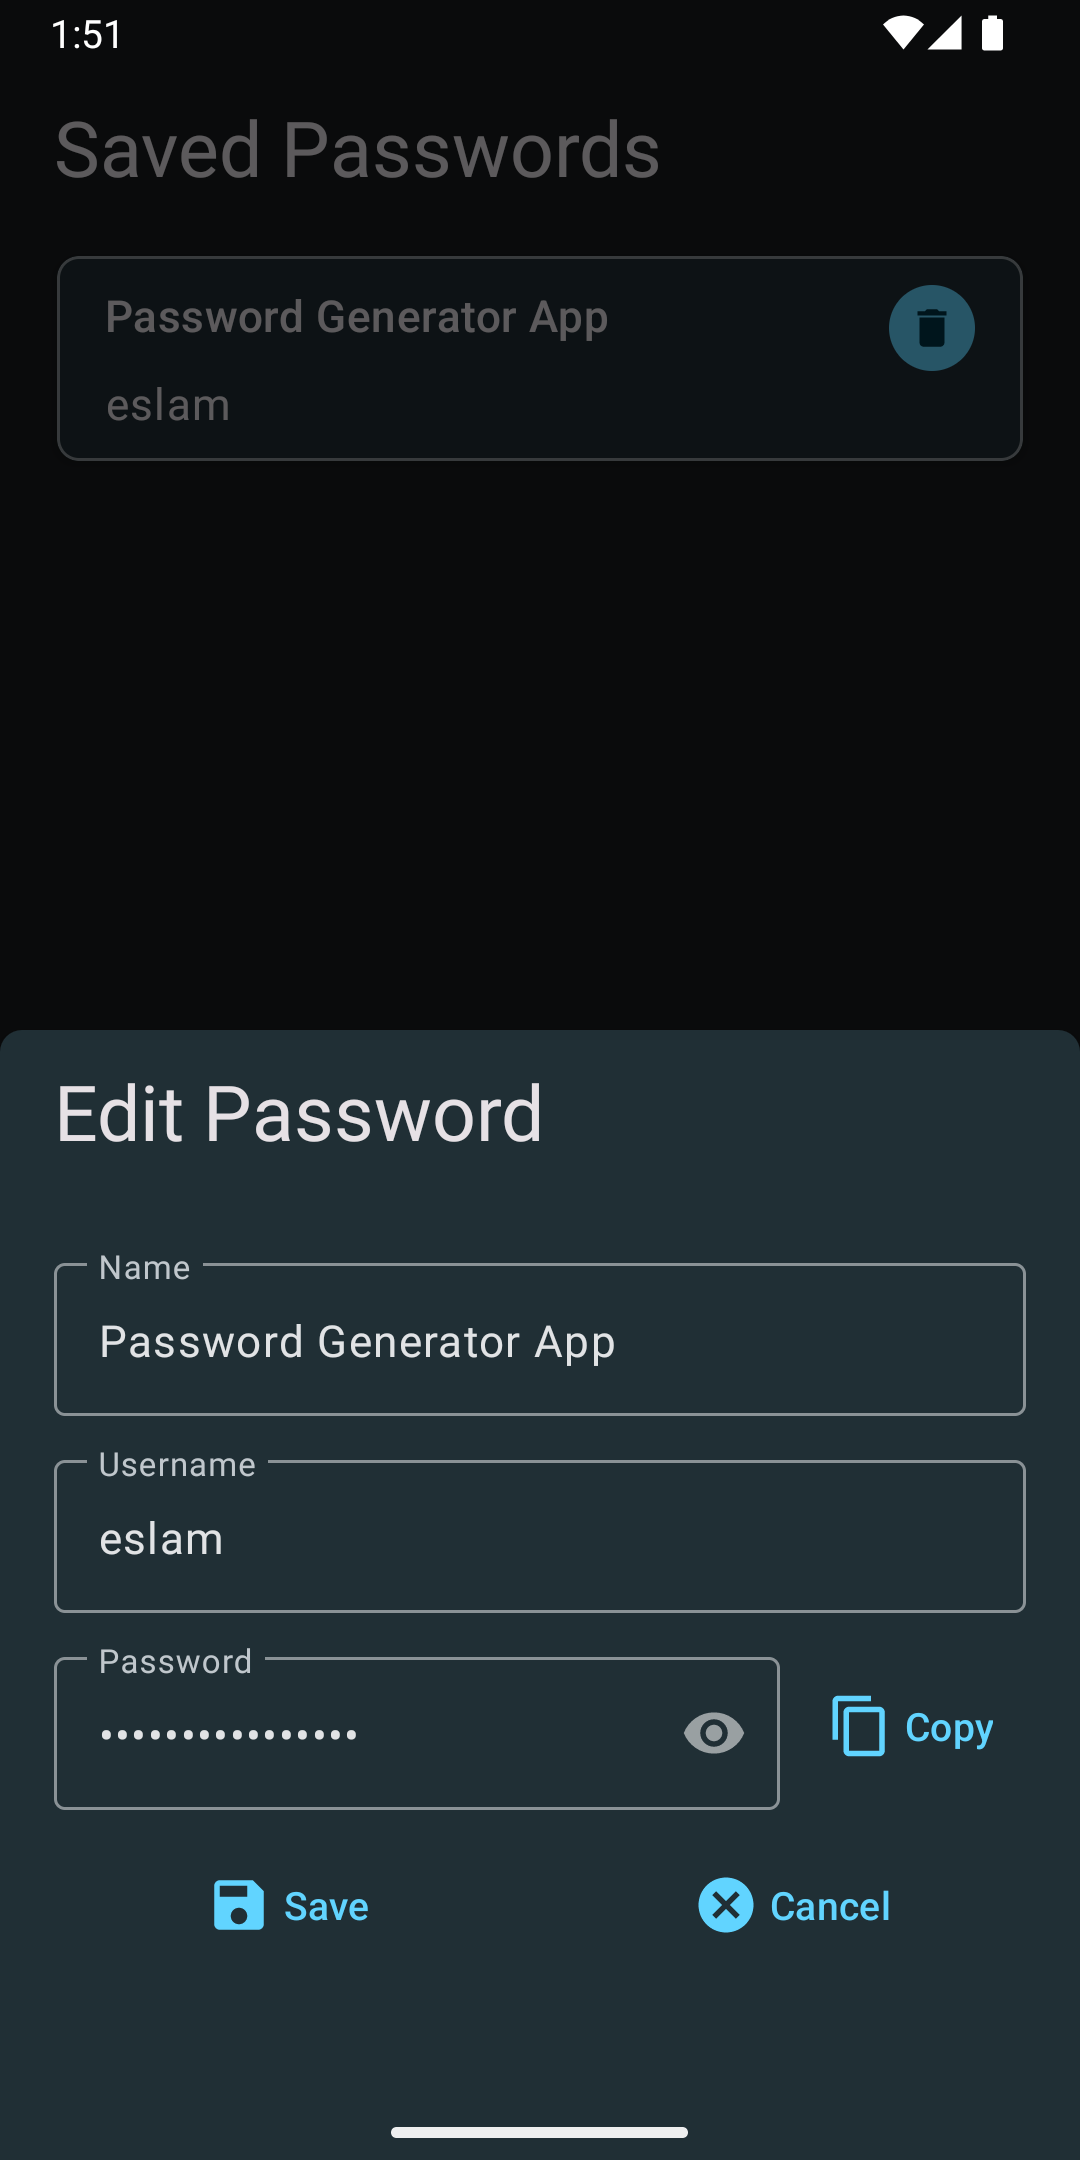 1:51
Saved Passwords
Password Generator App
eslam
Edit Password
Name
Password Generator App
Username
eslam
Password
••••••••••••••••
Copy
Save
Cancel